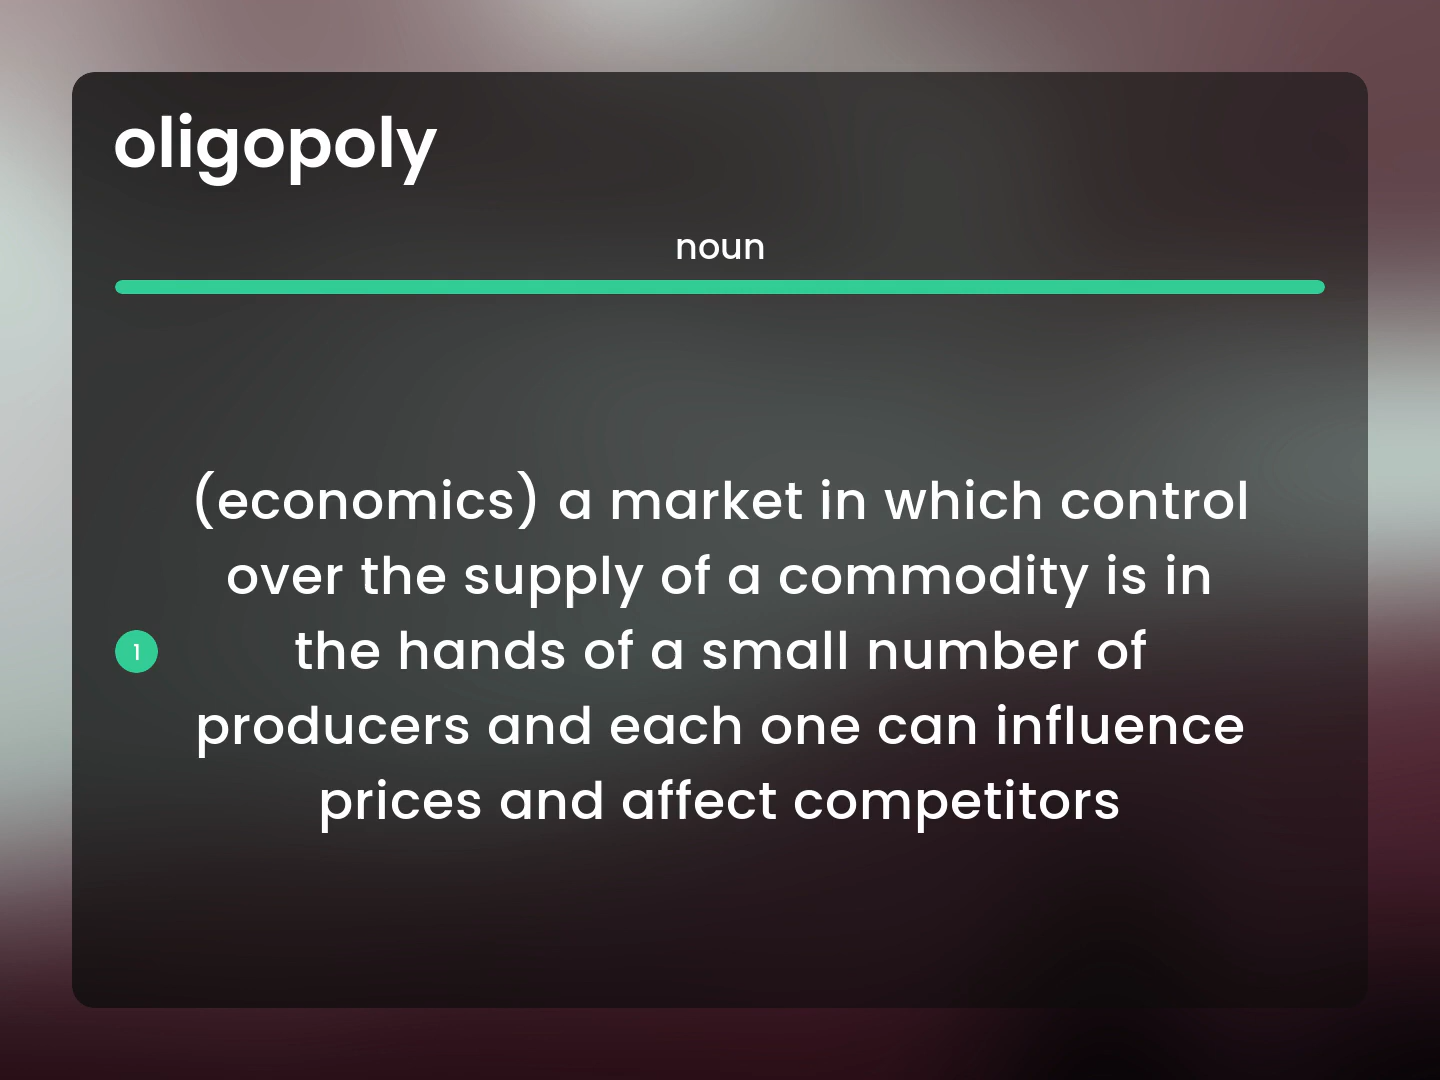 oligopoly
noun
(economics) a market in which control
over the supply of a commodity is in
1
the hands of a small number of
producers and each one can influence
prices and affect competitors